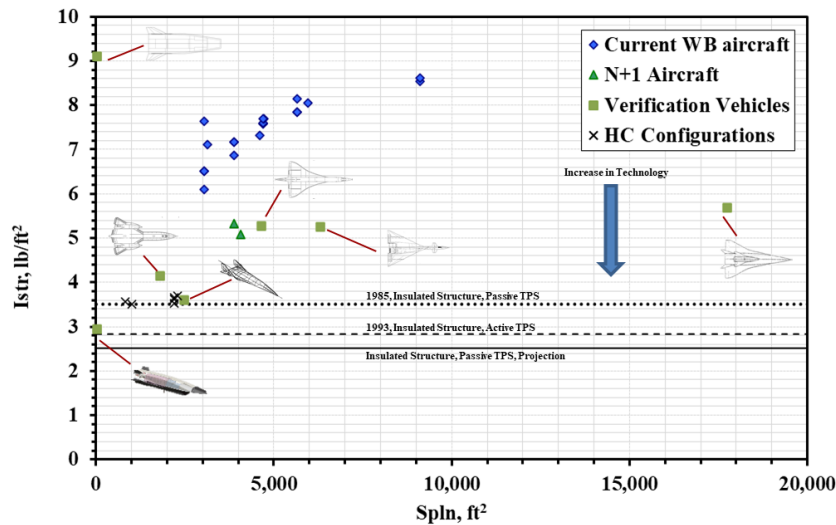 10
9
8
7
6
5
4
3
2
1
0
Istr, lb/ft²
Current WB aircraft
N+1 Aircraft
Verification Vehicles
HC Configurations
Increase in Technology
1985, Insulated Structure, Passive TPS
1993, Insulated Structure, Active TPS
Insulated Structure, Passive TPS, Projection
0
5,000
10,000
15,000
20,000
Spln, ft²